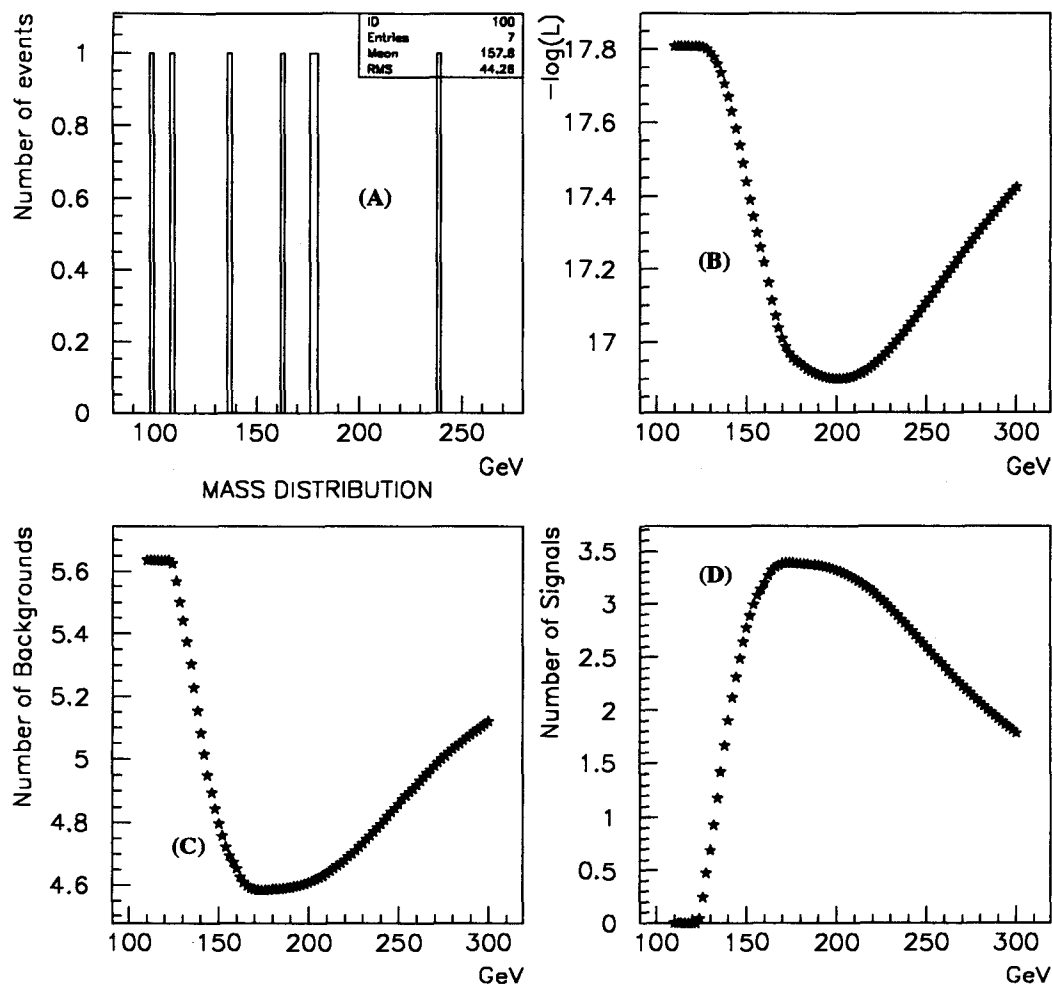 ID 100
Entries 7
Mean 157.8
RMS 44.28
Number of events
1
0.8
0.6
0.4
0.2
0
(A)
100 150 200 250
GeV
MASS DISTRIBUTION
-log(L)
17.8
17.6
17.4
17.2
17
(B)
100 150 200 250 300
GeV
Number of Backgrounds
5.6
5.4
5.2
5
4.8
4.6
(C)
100 150 200 250 300
GeV
Number of Signals
3.5
3
2.5
2
1.5
1
0.5
0
(D)
100 150 200 250 300
GeV